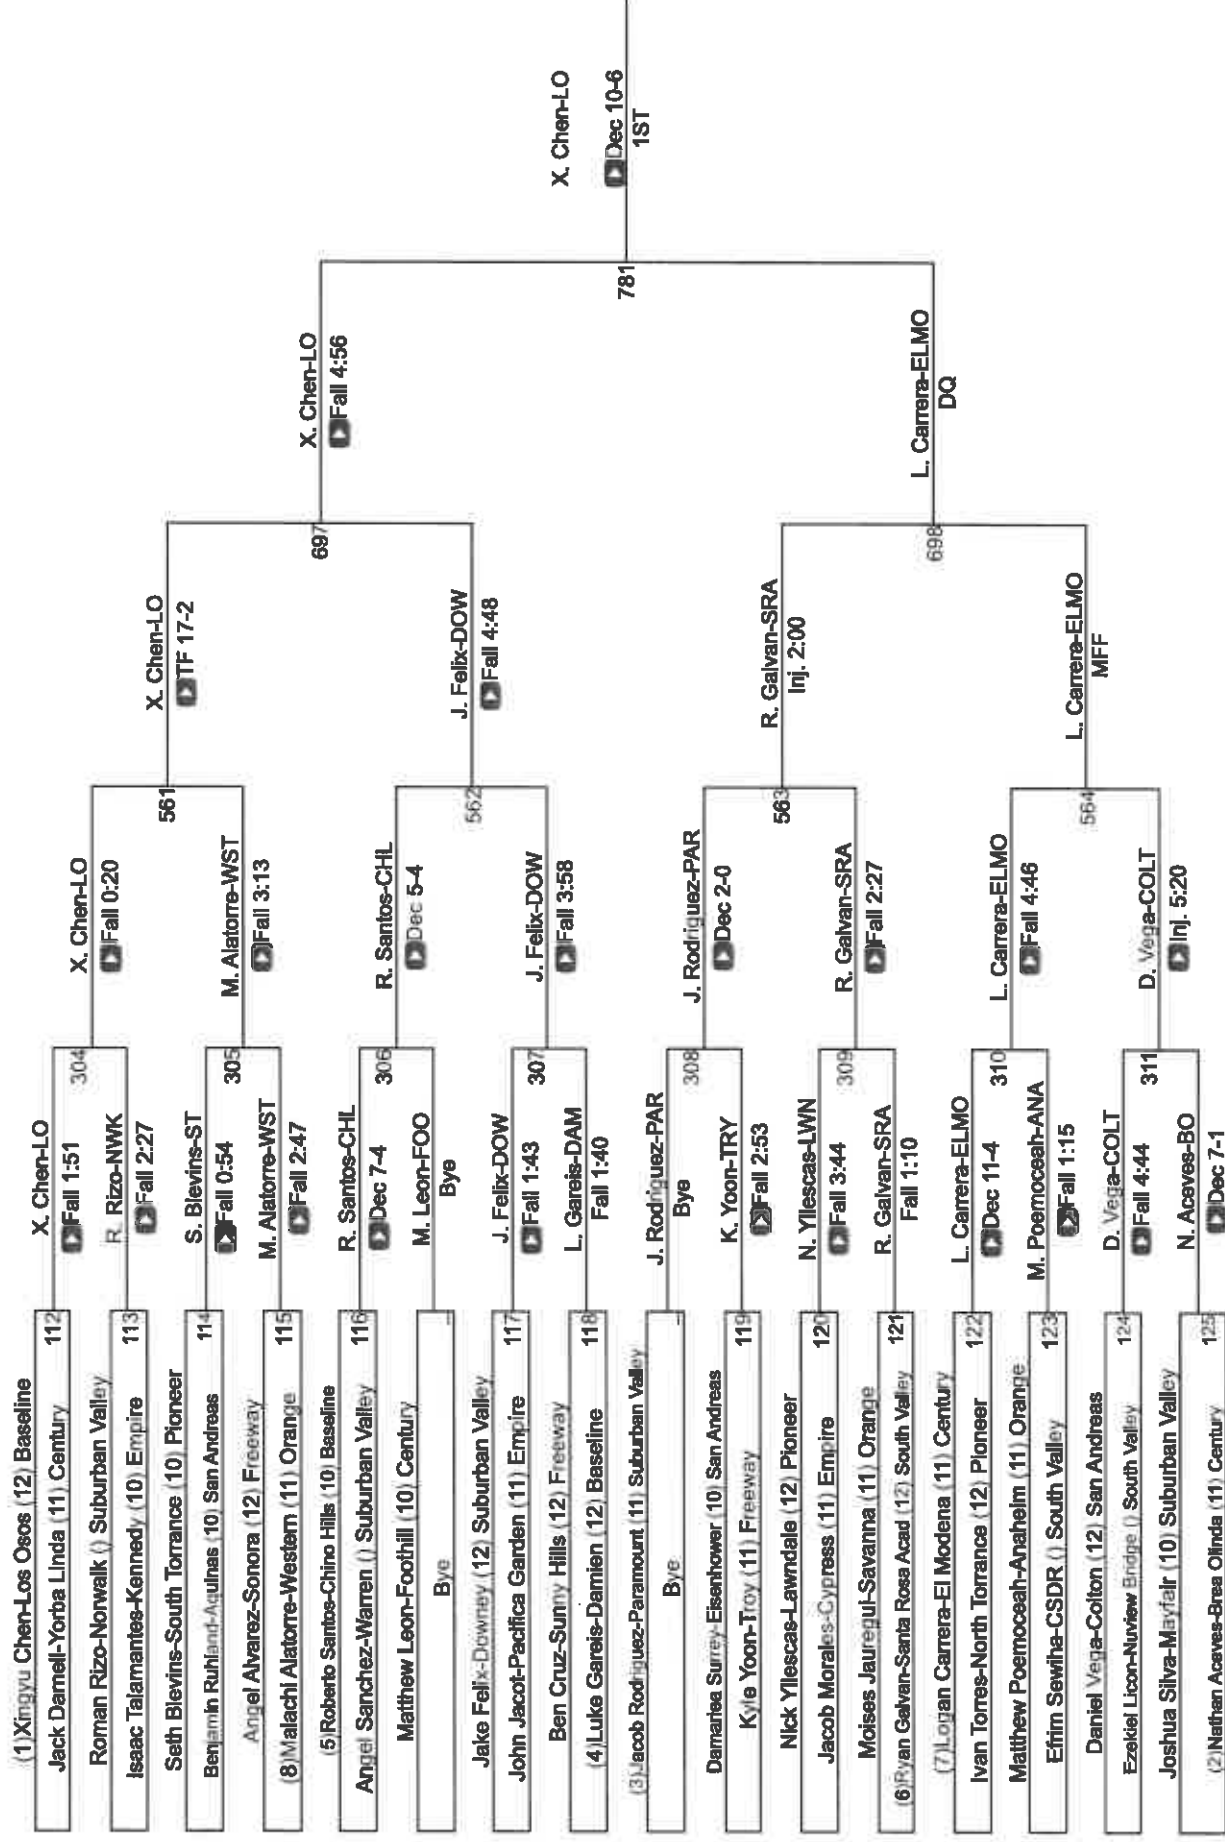 (1)Xingyu Chen-Los Osos (12) Baseline
112
Jack Darnell-Yorba Linda (11) Century
Roman Rizo-Norwalk () Suburban Valley
113
Isaac Talamantes-Kennedy (10) Empire
Seth Blevins-South Torrance (10) Pioneer
114
Benjamin Ruhland-Aquinas (10) San Andreas
Angel Alvarez-Sonora (12) Freeway
115
(8)Malachi Alatorre-Western (11) Orange
(5)Roberto Santos-Chino Hills (10) Baseline
116
Angel Sanchez-Warren () Suburban Valley
Matthew Leon-Foothill (10) Century
Bye
Jake Felix-Downey (12) Suburban Valley
117
John Jacot-Pacifica Garden (11) Empire
Ben Cruz-Sunny Hills (12) Freeway
118
(4)Luke Gareis-Damien (12) Baseline
(3)Jacob Rodriguez-Paramount (11) Suburban Valley
Bye
Damariea Surrey-Eisenhower (10) San Andreas
119
Kyle Yoon-Troy (11) Freeway
Nick Yllescas-Lawndale (12) Pioneer
120
Jacob Morales-Cypress (11) Empire
Moises Jauregui-Savanna (11) Orange
121
(6)Ryan Galvan-Santa Rosa Acad (12) South Valley
(7)Logan Carrera-El Modena (11) Century
122
Ivan Torres-North Torrance (12) Pioneer
Matthew Poemoceah-Anaheim (11) Orange
123
Efrim Sewiha-CSDR () South Valley
Daniel Vega-Colton (12) San Andreas
124
Ezekiel Licon-Nuview Bridge () South Valley
Joshua Silva-Mayfair (10) Suburban Valley
125
(2)Nathan Aceves-Brea Olinda (11) Century
X. Chen-LO
Fall 1:51
304
R. Rizo-NWK
Fall 2:27
S. Blevins-ST
Fall 0:54
305
M. Alatorre-WST
Fall 2:47
R. Santos-CHL
Dec 7-4
306
M. Leon-FOO
Bye
J. Felix-DOW
Fall 1:43
307
L. Gareis-DAM
Fall 1:40
J. Rodriguez-PAR
Bye
308
K. Yoon-TRY
Fall 2:53
N. Yllescas-LWN
Fall 3:44
309
R. Galvan-SRA
Fall 1:10
L. Carrera-ELMO
Dec 11-4
310
M. Poemoceah-ANA
Fall 1:15
D. Vega-COLT
Fall 4:44
311
N. Aceves-BO
Dec 7-1
X. Chen-LO
Fall 0:20
561
M. Alatorre-WST
Fall 3:13
R. Santos-CHL
Dec 5-4
562
J. Felix-DOW
Fall 3:58
J. Rodriguez-PAR
Dec 2-0
563
R. Galvan-SRA
Fall 2:27
L. Carrera-ELMO
Fall 4:46
564
D. Vega-COLT
Inj. 5:20
X. Chen-LO
TF 17-2
697
J. Felix-DOW
Fall 4:48
R. Galvan-SRA
Inj. 2:00
698
L. Carrera-ELMO
MFF
X. Chen-LO
Fall 4:56
781
L. Carrera-ELMO
DQ
X. Chen-LO
Dec 10-6
1ST